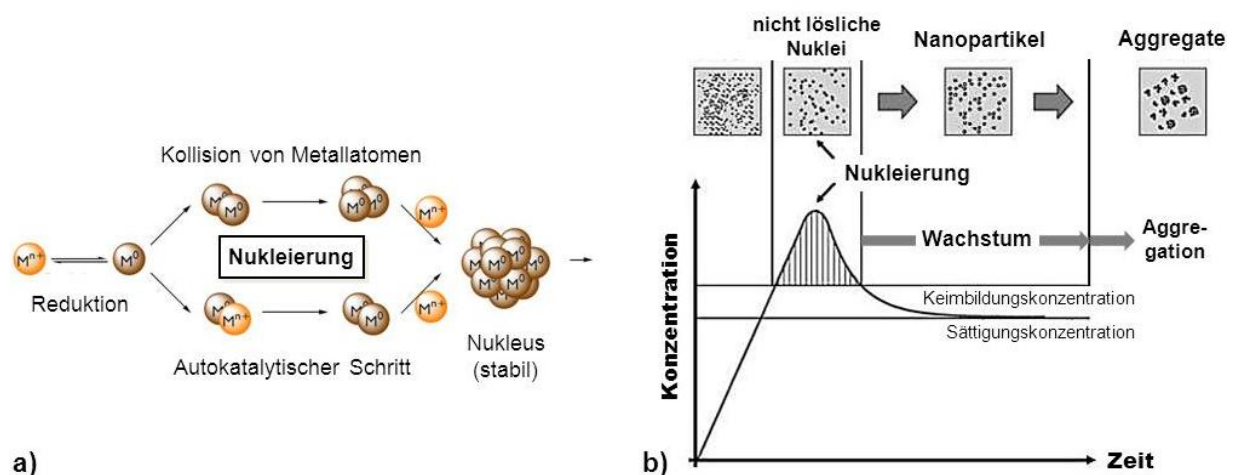 Kollision von Metallatomen
M⁰ M⁰
M⁰ M⁰
Mⁿ⁺
Mⁿ⁺
M⁰
Nukleierung
M⁰
Reduktion
M⁰ Mⁿ⁺
M⁰ M⁰
Mⁿ⁺
Autokatalytischer Schritt
Nukleus
(stabil)
a)
nicht lösliche
Nuklei
Nanopartikel
Aggregate
Nukleierung
Wachstum
Aggre-
gation
Keimbildungskonzentration
Sättigungskonzentration
Konzentration
Zeit
b)